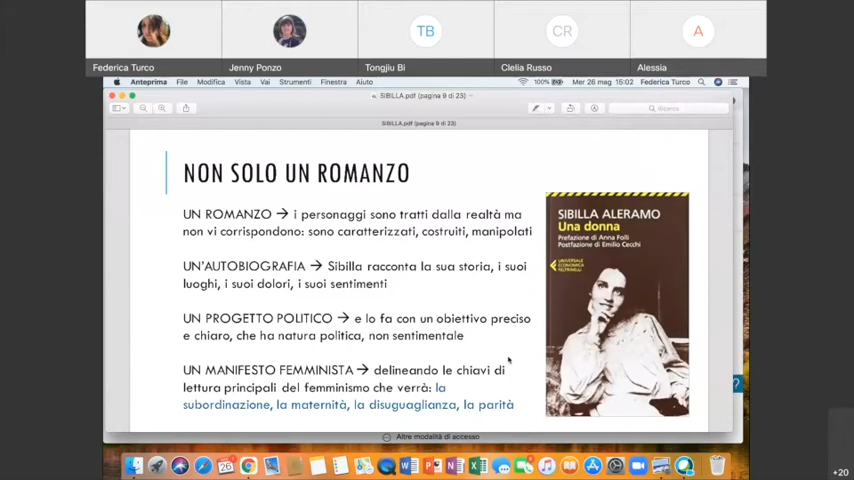 TB
CR
A
Federica Turco
Jenny Ponzo
Tongjiu Bi
Clelia Russo
Alessia
Anteprima File Modifica Vista Vai Strumenti Finestra Aiuto
100% Mer 26 mag 15:02 Federica Turco
SIBILLA.pdf (pagina 9 di 23)
Ricerca
SIBILLA.pdf (pagina 9 di 23)
NON SOLO UN ROMANZO
UN ROMANZO → i personaggi sono tratti dalla realtà ma
non vi corrispondono: sono caratterizzati, costruiti, manipolati
UN'AUTOBIOGRAFIA → Sibilla racconta la sua storia, i suoi
luoghi, i suoi dolori, i suoi sentimenti
UN PROGETTO POLITICO → e lo fa con un obiettivo preciso
e chiaro, che ha natura politica, non sentimentale
UN MANIFESTO FEMMINISTA → delineando le chiavi di
lettura principali del femminismo che verrà: la
subordinazione, la maternità, la disuguaglianza, la parità
SIBILLA ALERAMO
Una donna
Prefazione di Anna Folli
Postfazione di Emilio Cecchi
UNIVERSALE
ECONOMICA
FELTRINELLI
?
Altre modalità di accesso
26
+20